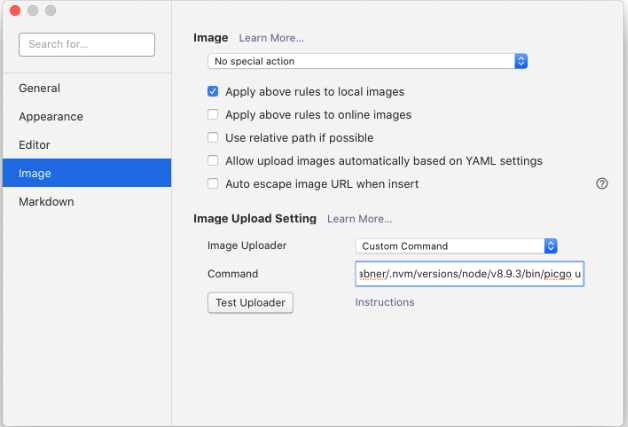 Search for...
General
Appearance
Editor
Image
Markdown
Image Learn More...
No special action
Apply above rules to local images
Apply above rules to online images
Use relative path if possible
Allow upload images automatically based on YAML settings
Auto escape image URL when insert
Image Upload Setting Learn More...
Image Uploader Custom Command
Command abner/.nvm/versions/node/v8.9.3/bin/picgo u
Test Uploader Instructions